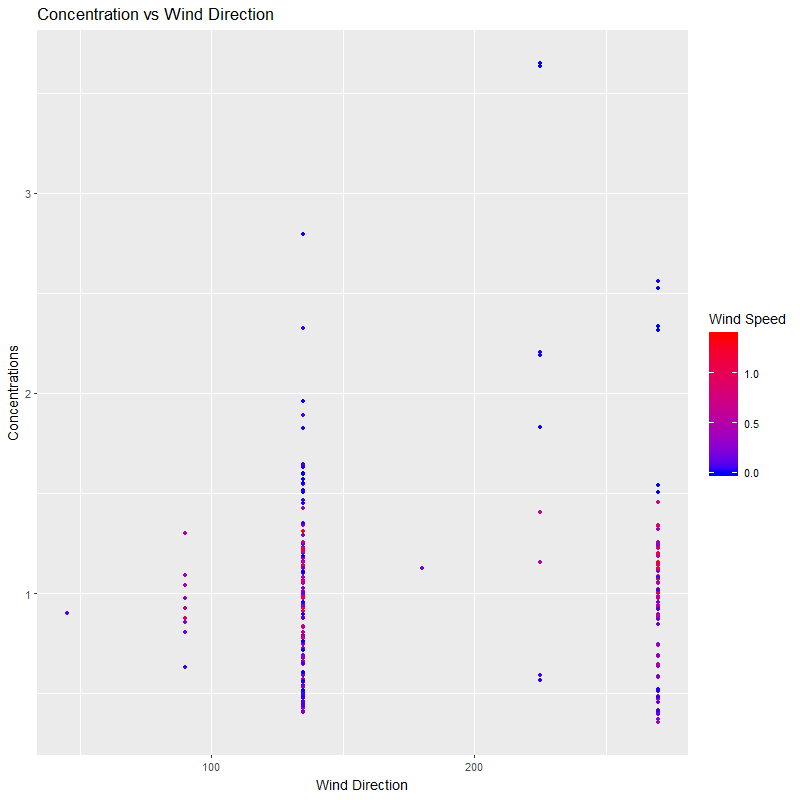 Concentration vs Wind Direction
Concentrations
3
2
1
100
200
Wind Direction
Wind Speed
1.0
0.5
0.0